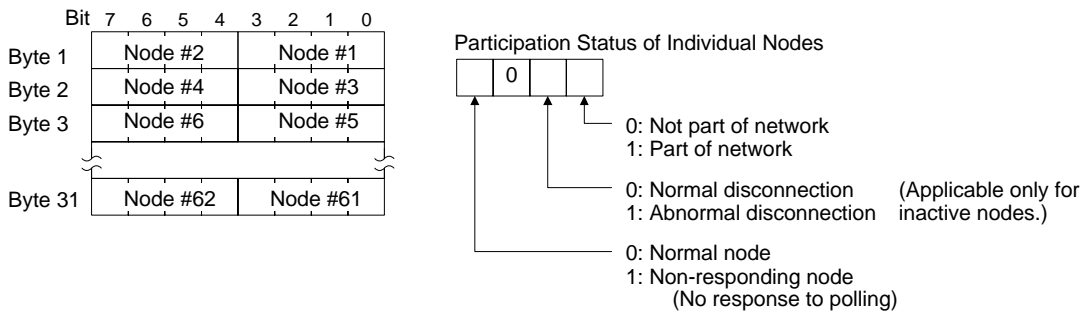 Bit 7 6 5 4 3 2 1 0
Byte 1 Node #2 Node #1
Byte 2 Node #4 Node #3
Byte 3 Node #6 Node #5
Byte 31 Node #62 Node #61
Participation Status of Individual Nodes
0
0: Not part of network
1: Part of network
0: Normal disconnection (Applicable only for
1: Abnormal disconnection inactive nodes.)
0: Normal node
1: Non-responding node
(No response to polling)